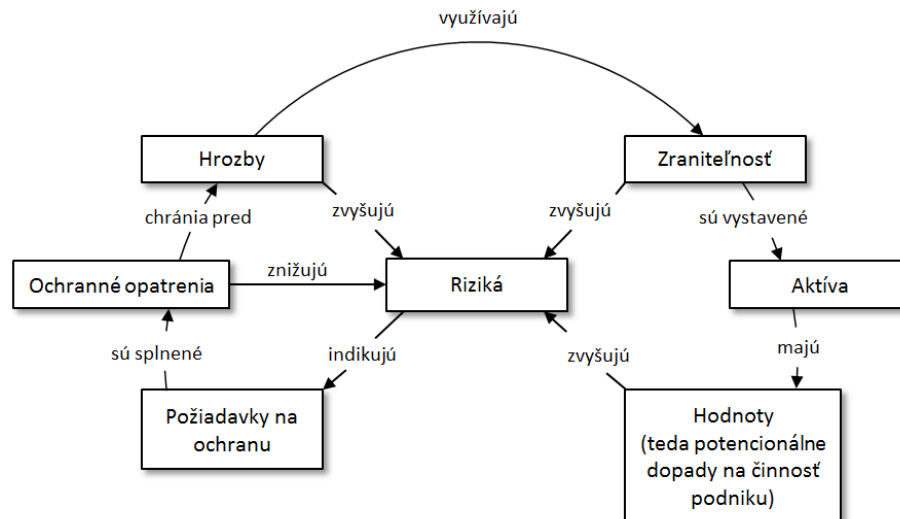 využívajú
Hrozby
Zraniteľnosť
zvyšujú
zvyšujú
chránia pred
sú vystavené
Ochranné opatrenia
znižujú
Riziká
Aktíva
sú splnené
indikujú
zvyšujú
majú
Požiadavky na
ochranu
Hodnoty
(teda potencionálne
dopady na činnosť
podniku)